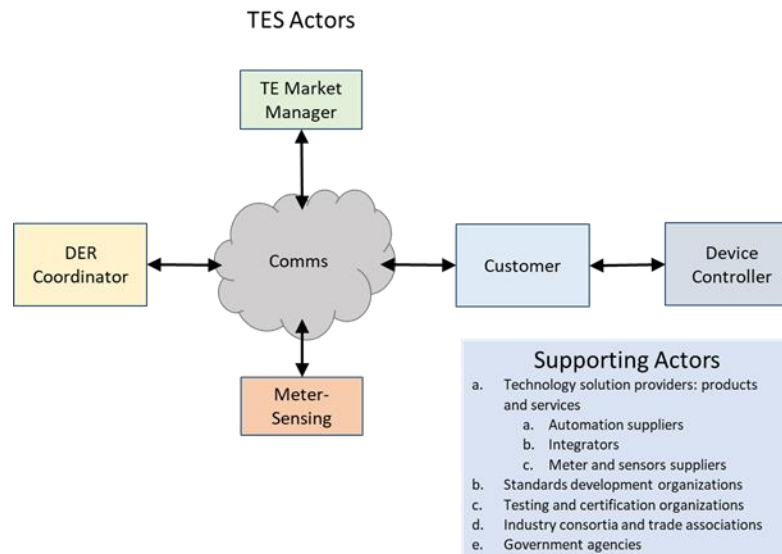 TES Actors
TE Market
Manager
DER
Coordinator
Comms
Customer
Device
Controller
Meter-
Sensing
Supporting Actors
a. Technology solution providers: products
and services
a. Automation suppliers
b. Integrators
c. Meter and sensors suppliers
b. Standards development organizations
c. Testing and certification organizations
d. Industry consortia and trade associations
e. Government agencies